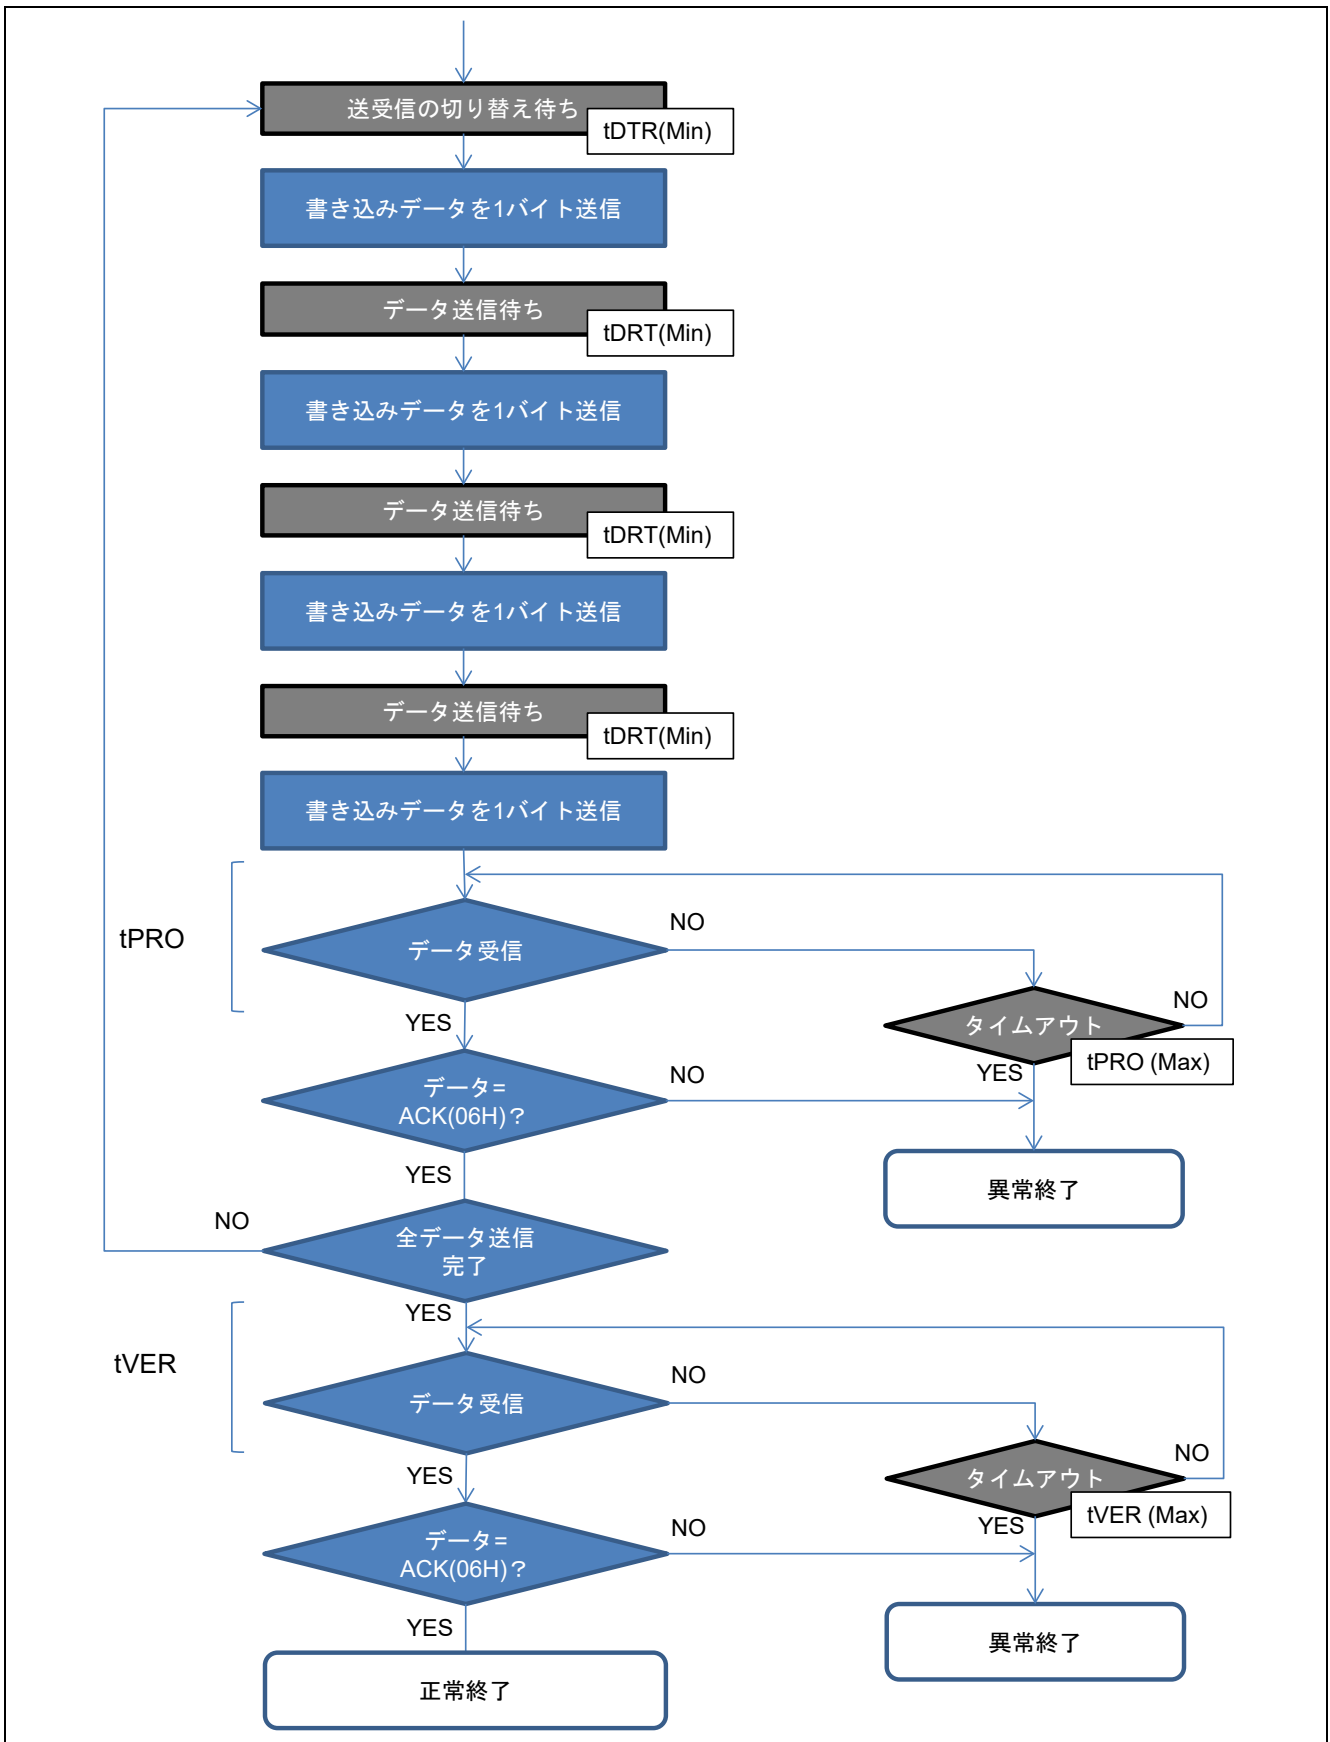 送受信の切り替え待ち
tDTR(Min)
書き込みデータを1バイト送信
データ送信待ち
tDRT(Min)
書き込みデータを1バイト送信
データ送信待ち
tDRT(Min)
書き込みデータを1バイト送信
データ送信待ち
tDRT(Min)
書き込みデータを1バイト送信
tPRO
データ受信
NO
YES
タイムアウト
NO
tPRO (Max)
YES
データ=
ACK(06H)？
NO
YES
異常終了
NO
全データ送信
完了
YES
tVER
データ受信
NO
YES
タイムアウト
NO
tVER (Max)
YES
データ=
ACK(06H)？
NO
YES
異常終了
正常終了